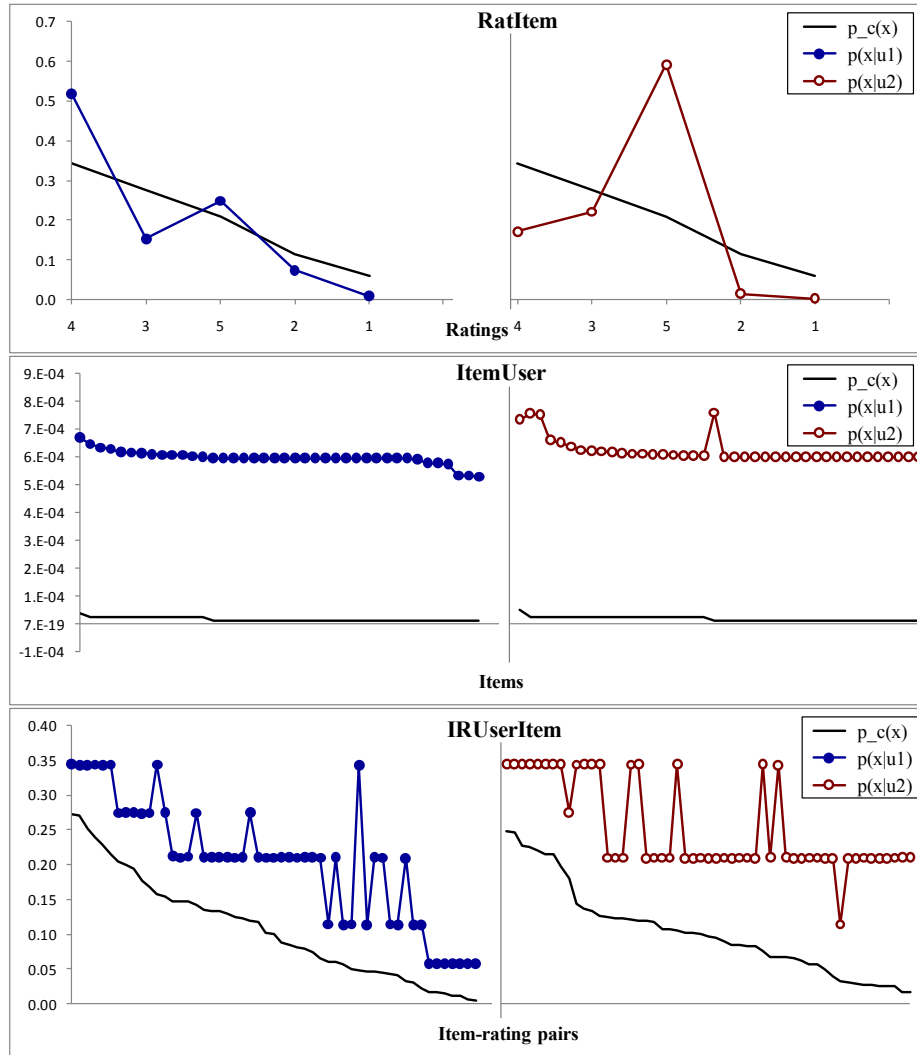 RatItem
0.7
0.6
0.5
0.4
0.3
0.2
0.1
0.0
p_c(x)
p(x|u1)
p(x|u2)
4 3 5 2 1 4 3 5 2 1
Ratings
ItemUser
9.E-04
8.E-04
7.E-04
6.E-04
5.E-04
4.E-04
3.E-04
2.E-04
1.E-04
7.E-19
-1.E-04
p_c(x)
p(x|u1)
p(x|u2)
Items
IRUserItem
0.40
0.35
0.30
0.25
0.20
0.15
0.10
0.05
0.00
p_c(x)
p(x|u1)
p(x|u2)
Item-rating pairs